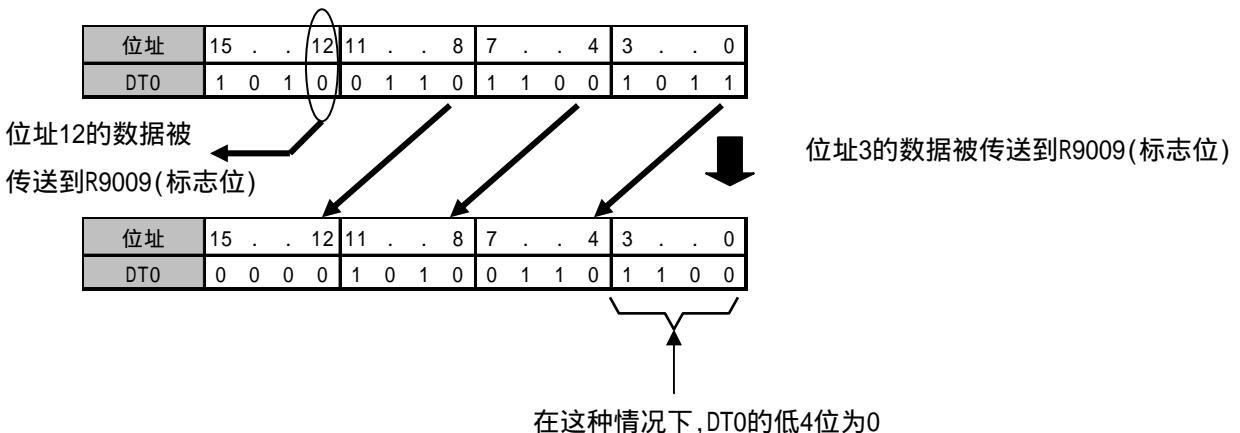 位址 15 . . 12 11 . . 8 7 . . 4 3 . . 0
DT0 1 0 1 0 0 1 1 0 1 1 0 0 1 0 1 1
位址12的数据被
传送到R9009(标志位)
位址3的数据被传送到R9009(标志位)
位址 15 . . 12 11 . . 8 7 . . 4 3 . . 0
DT0 0 0 0 0 1 0 1 0 0 1 1 0 1 1 0 0
在这种情况下,DT0的低4位为0